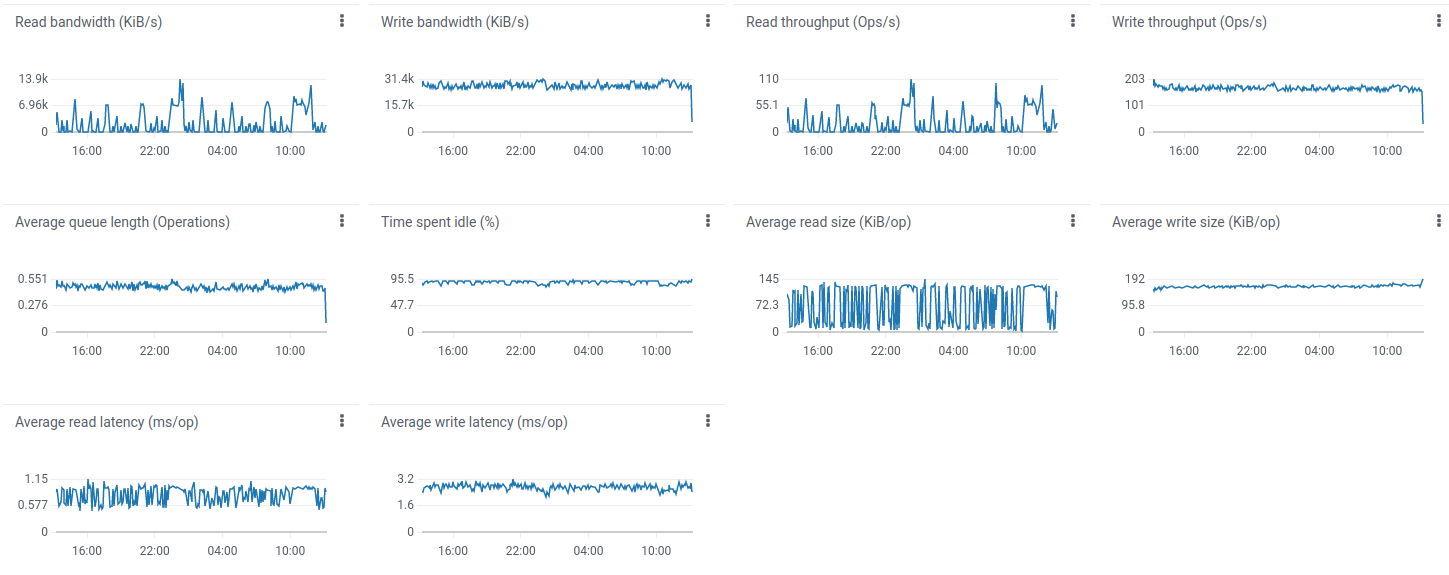 Read bandwidth (KiB/s)
13.9k
6.96k
0
16:00 22:00 04:00 10:00
Write bandwidth (KiB/s)
31.4k
15.7k
0
16:00 22:00 04:00 10:00
Read throughput (Ops/s)
110
55.1
0
16:00 22:00 04:00 10:00
Write throughput (Ops/s)
203
101
0
16:00 22:00 04:00 10:00
Average queue length (Operations)
0.551
0.276
0
16:00 22:00 04:00 10:00
Time spent idle (%)
95.5
47.7
0
16:00 22:00 04:00 10:00
Average read size (KiB/op)
145
72.3
0
16:00 22:00 04:00 10:00
Average write size (KiB/op)
192
95.8
0
16:00 22:00 04:00 10:00
Average read latency (ms/op)
1.15
0.577
0
16:00 22:00 04:00 10:00
Average write latency (ms/op)
3.2
1.6
0
16:00 22:00 04:00 10:00